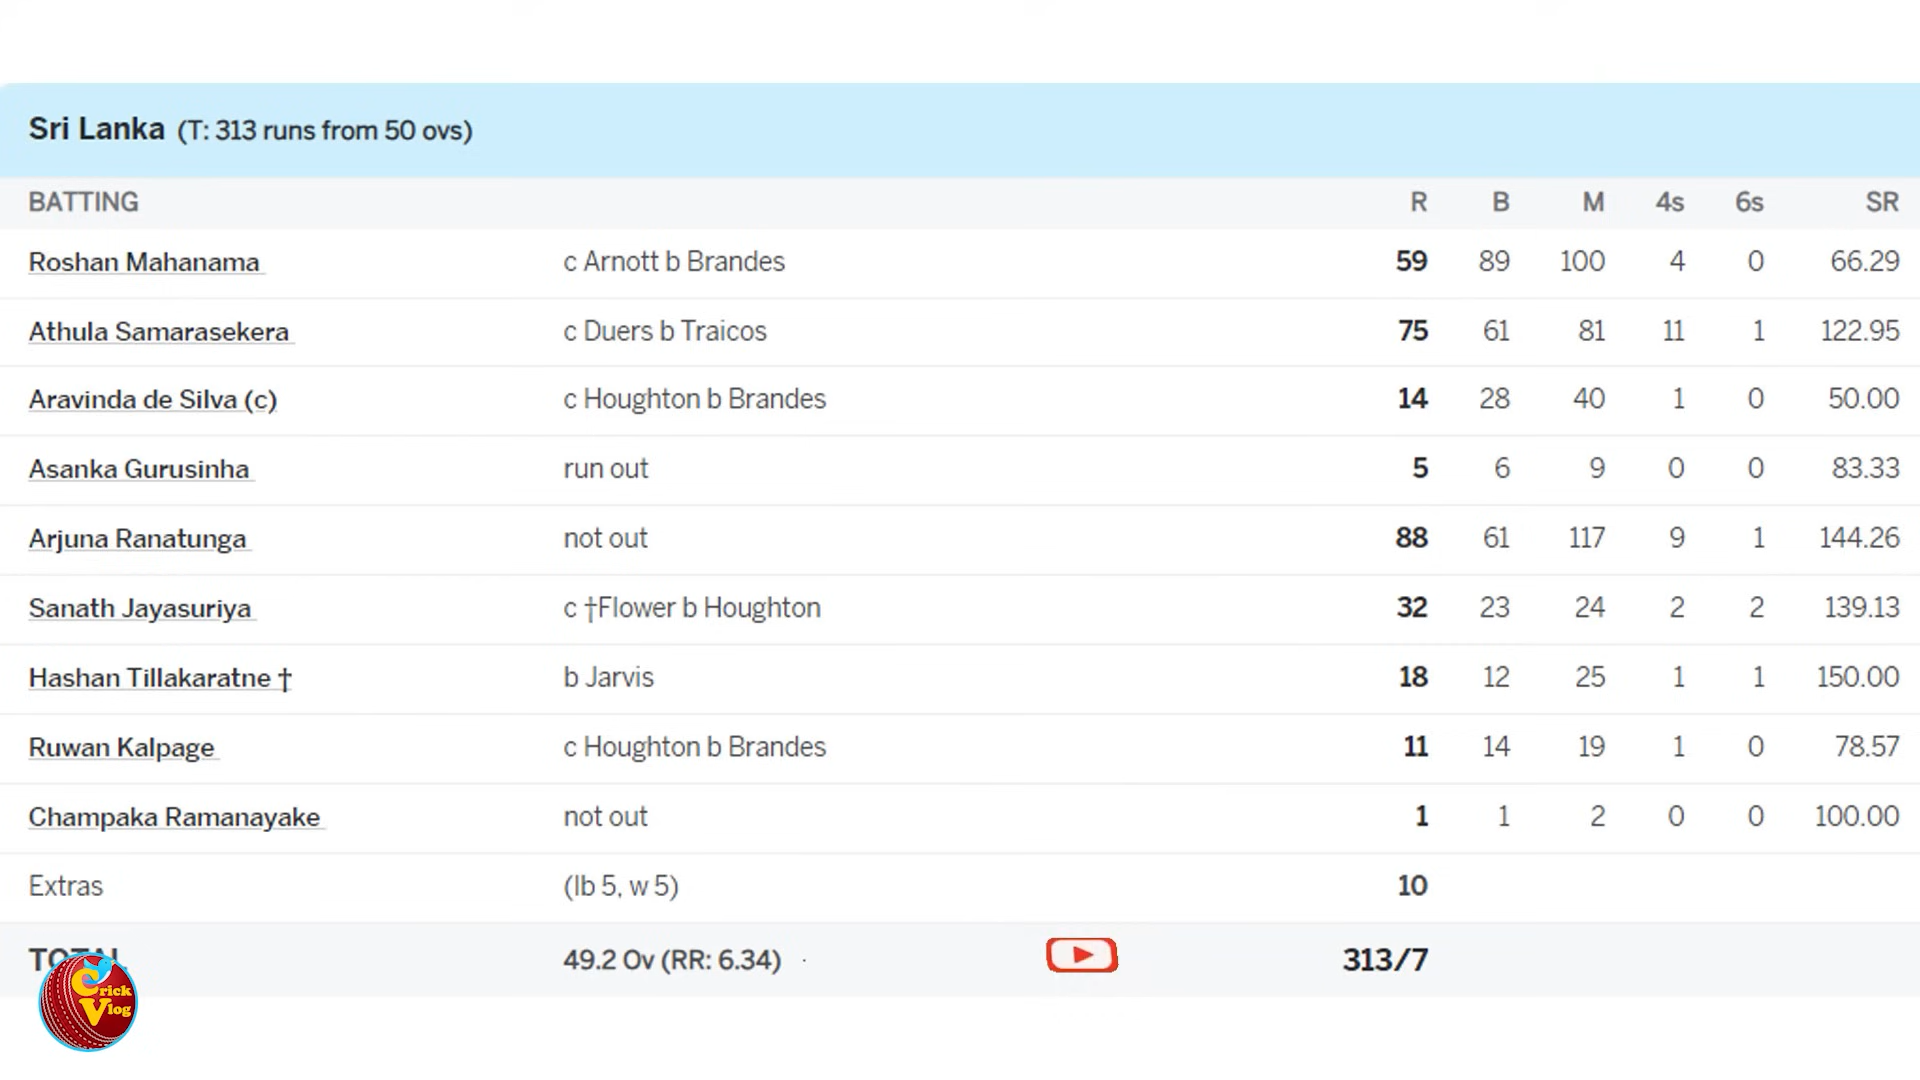 Sri Lanka (T: 313 runs from 50 ovs)
BATTING R B M 4s 6s SR
Roshan Mahanama c Arnott b Brandes 59 89 100 4 0 66.29
Athula Samarasekera c Duers b Traicos 75 61 81 11 1 122.95
Aravinda de Silva (c) c Houghton b Brandes 14 28 40 1 0 50.00
Asanka Gurusinha run out 5 6 9 0 0 83.33
Arjuna Ranatunga not out 88 61 117 9 1 144.26
Sanath Jayasuriya c †Flower b Houghton 32 23 24 2 2 139.13
Hashan Tillakaratne † b Jarvis 18 12 25 1 1 150.00
Ruwan Kalpage c Houghton b Brandes 11 14 19 1 0 78.57
Champaka Ramanayake not out 1 1 2 0 0 100.00
Extras (lb 5, w 5) 10
TOTAL 49.2 Ov (RR: 6.34) 313/7
Crick
Vlog